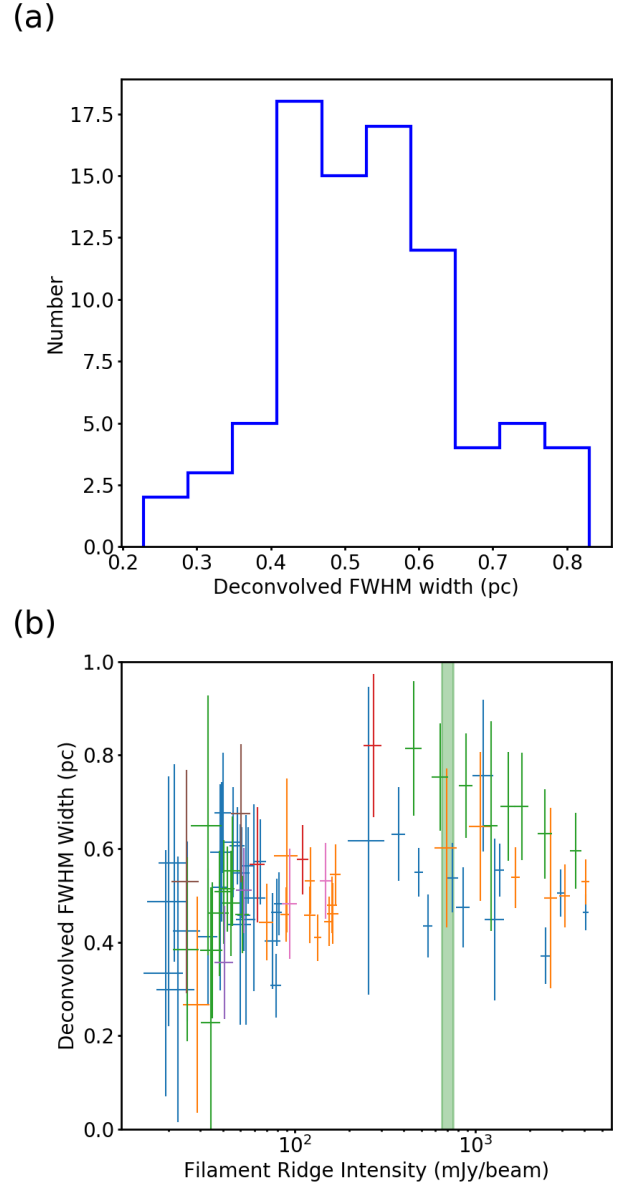 (a)
17.5
15.0
12.5
10.0
7.5
5.0
2.5
0.0
Number
0.2 0.3 0.4 0.5 0.6 0.7 0.8
Deconvolved FWHM width (pc)
(b)
1.0
0.8
0.6
0.4
0.2
0.0
Deconvolved FWHM Width (pc)
10² 10³
Filament Ridge Intensity (mJy/beam)